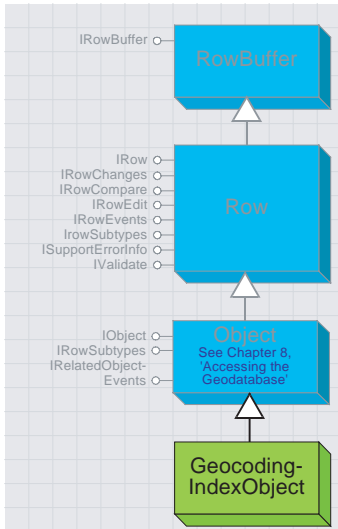 IRowBuffer
RowBuffer
IRow
IRowChanges
IRowCompare
IRowEdit
IRowEvents
IrowSubtypes
ISupportErrorInfo
IValidate
Row
IObject
IRowSubtypes
IRelatedObject-
Events
Object
See Chapter 8,
'Accessing the
Geodatabase'
Geocoding-
IndexObject